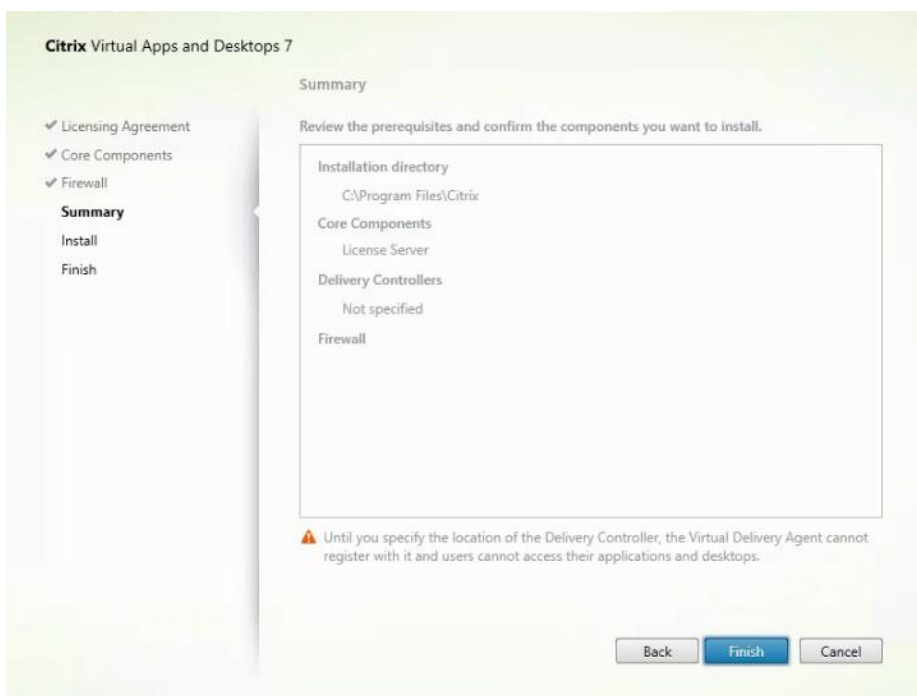 Citrix Virtual Apps and Desktops 7
Summary
Licensing Agreement
Core Components
Firewall
Summary
Install
Finish
Review the prerequisites and confirm the components you want to install.
Installation directory
C:\Program Files\Citrix
Core Components
License Server
Delivery Controllers
Not specified
Firewall
Until you specify the location of the Delivery Controller, the Virtual Delivery Agent cannot
register with it and users cannot access their applications and desktops.
Back
Finish
Cancel